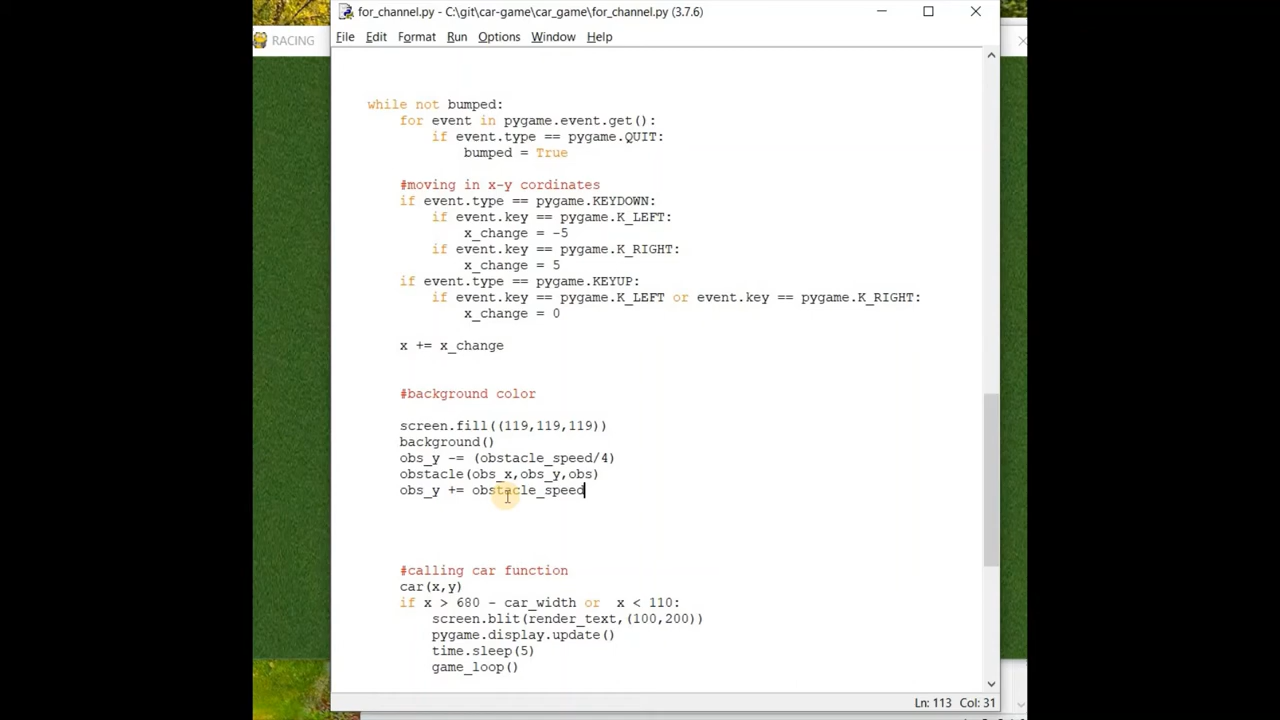 for_channel.py - C:\git\car-game\car_game\for_channel.py (3.7.6)
RACING
File Edit Format Run Options Window Help
while not bumped:
for event in pygame.event.get():
if event.type == pygame.QUIT:
bumped = True
#moving in x-y cordinates
if event.type == pygame.KEYDOWN:
if event.key == pygame.K_LEFT:
x_change = -5
if event.key == pygame.K_RIGHT:
x_change = 5
if event.type == pygame.KEYUP:
if event.key == pygame.K_LEFT or event.key == pygame.K_RIGHT:
x_change = 0
x += x_change
#background color
screen.fill((119,119,119))
background()
obs_y -= (obstacle_speed/4)
obstacle(obs_x,obs_y,obs)
obs_y += obstacle_speed
#calling car function
car(x,y)
if x > 680 - car_width or  x < 110:
screen.blit(render_text,(100,200))
pygame.display.update()
time.sleep(5)
game_loop()
Ln: 113 Col: 31